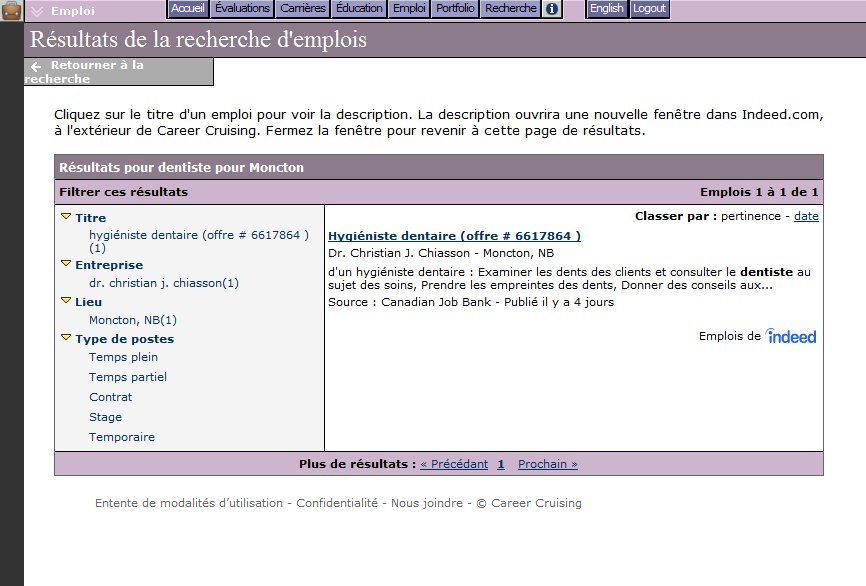 Emploi
Accueil Évaluations Carrières Éducation Emploi Portfolio Recherche i English Logout
Résultats de la recherche d'emplois
Retourner à la
recherche
Cliquez sur le titre d'un emploi pour voir la description. La description ouvrira une nouvelle fenêtre dans Indeed.com,
à l'extérieur de Career Cruising. Fermez la fenêtre pour revenir à cette page de résultats.
Résultats pour dentiste pour Moncton
Filtrer ces résultats
Emplois 1 à 1 de 1
Titre
hygiéniste dentaire (offre # 6617864 )
(1)
Entreprise
dr. christian j. chiasson(1)
Lieu
Moncton, NB(1)
Type de postes
Temps plein
Temps partiel
Contrat
Stage
Temporaire
Classer par : pertinence - date
Hygiéniste dentaire (offre # 6617864 )
Dr. Christian J. Chiasson - Moncton, NB
d'un hygiéniste dentaire : Examiner les dents des clients et consulter le dentiste au
sujet des soins, Prendre les empreintes des dents, Donner des conseils aux...
Source : Canadian Job Bank - Publié il y a 4 jours
Emplois de indeed
Plus de résultats : « Précédant 1 Prochain »
Entente de modalités d’utilisation - Confidentialité - Nous joindre - © Career Cruising